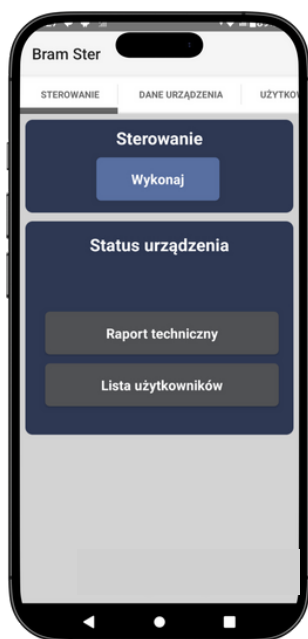 Bram Ster
STEROWANIE DANE URZĄDZENIA
Sterowanie
Wykonaj
Status urządzenia
Raport techniczny
Lista użytkowników